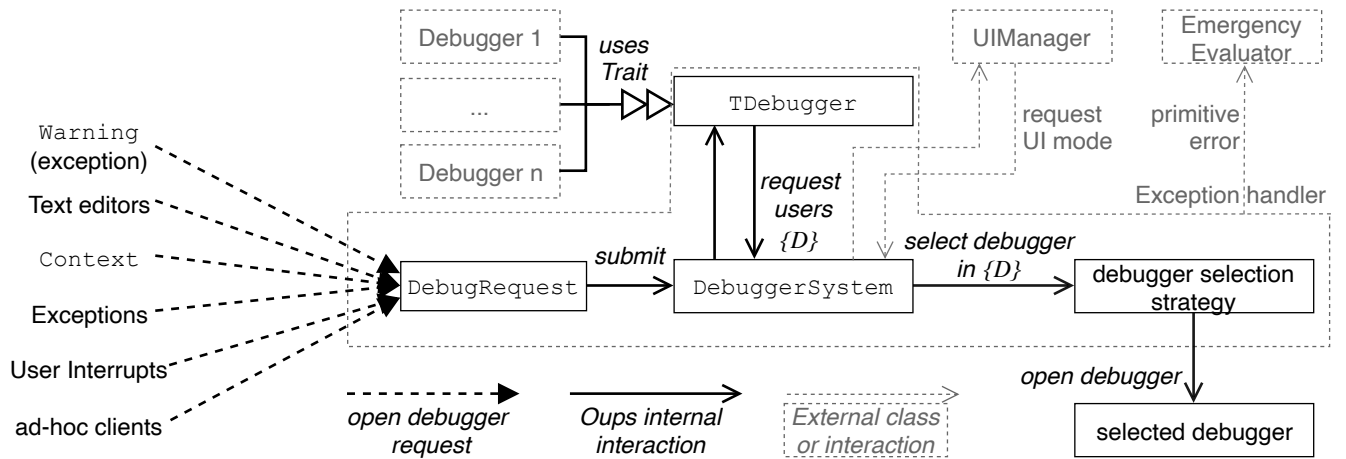 Debugger 1
...
Debugger n
uses
Trait
TDebugger
UIManager
Emergency
Evaluator
request
UI mode
primitive
error
Exception handler
Warning
(exception)
Text editors
Context
Exceptions
User Interrupts
ad-hoc clients
DebugRequest
submit
request
users
{D}
DebuggerSystem
select debugger
in {D}
debugger selection
strategy
open debugger
selected debugger
open debugger
request
Oups internal
interaction
External class
or interaction